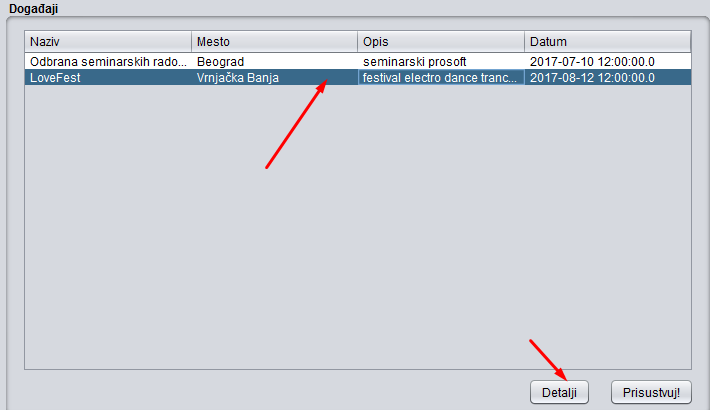 Događaji
Naziv Mesto Opis Datum
Odbrana seminarskih rado... Beograd seminarski prosoft 2017-07-10 12:00:00.0
LoveFest Vrnjačka Banja festival electro dance tranc... 2017-08-12 12:00:00.0
Detalji Prisustvuj!